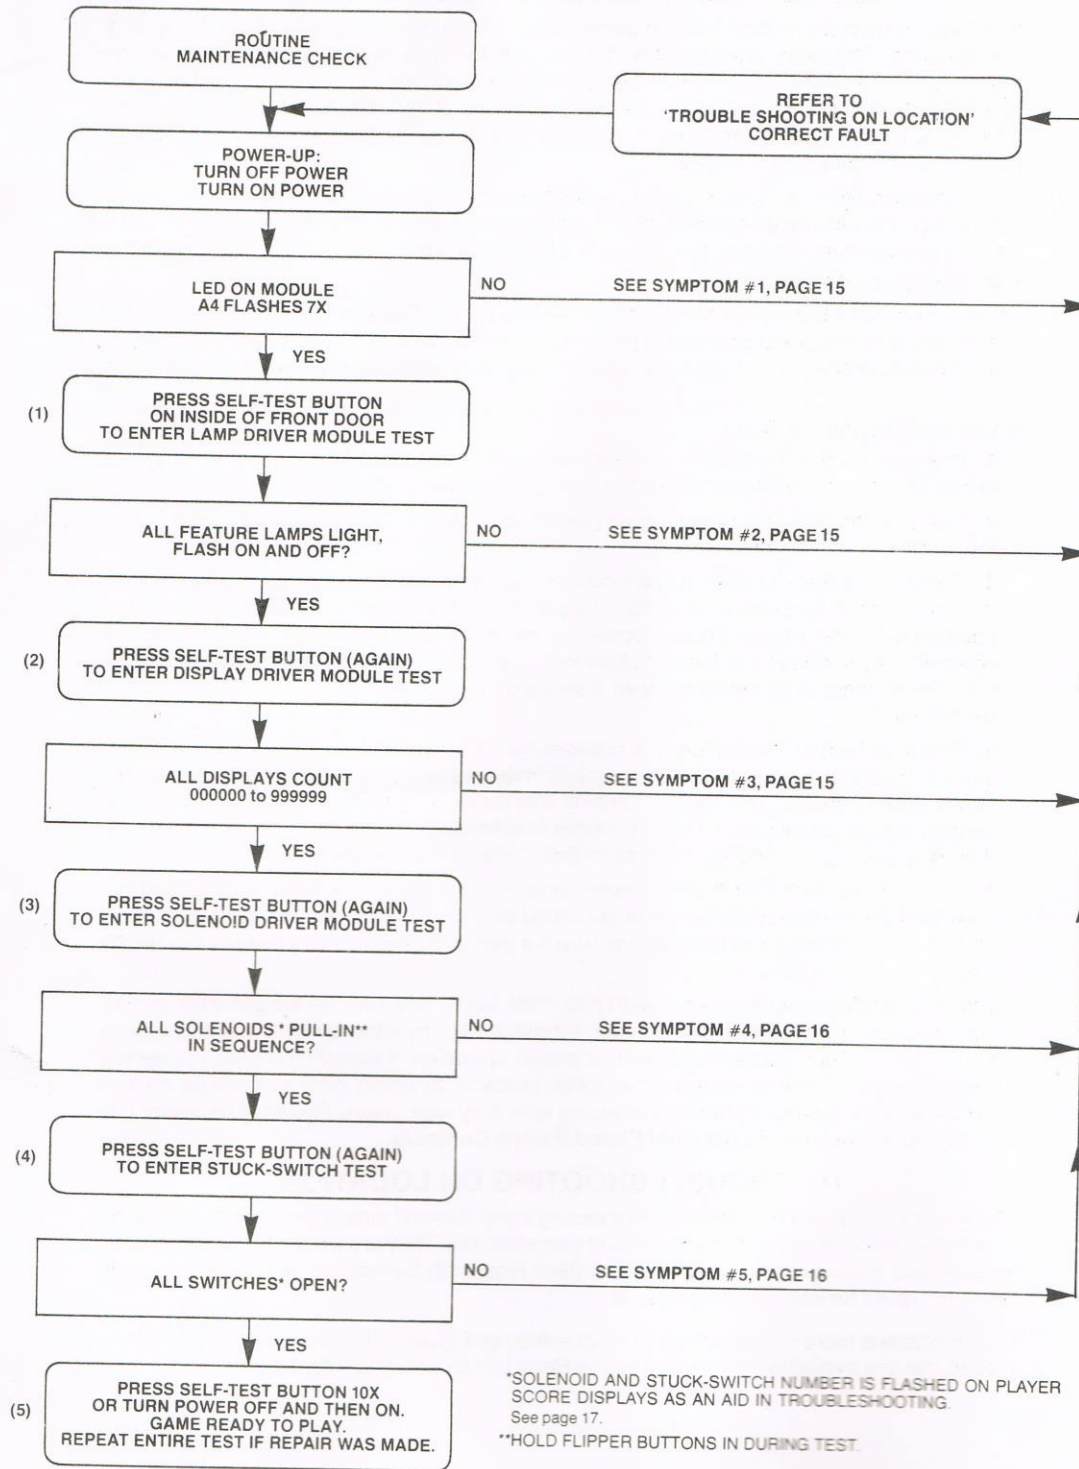 ROUTINE
MAINTENANCE CHECK
REFER TO
'TROUBLE SHOOTING ON LOCATION'
CORRECT FAULT
POWER-UP:
TURN OFF POWER
TURN ON POWER
LED ON MODULE
A4 FLASHES 7X
NO
SEE SYMPTOM #1, PAGE 15
YES
(1)
PRESS SELF-TEST BUTTON
ON INSIDE OF FRONT DOOR
TO ENTER LAMP DRIVER MODULE TEST
ALL FEATURE LAMPS LIGHT,
FLASH ON AND OFF?
NO
SEE SYMPTOM #2, PAGE 15
YES
(2)
PRESS SELF-TEST BUTTON (AGAIN)
TO ENTER DISPLAY DRIVER MODULE TEST
ALL DISPLAYS COUNT
000000 to 999999
NO
SEE SYMPTOM #3, PAGE 15
YES
(3)
PRESS SELF-TEST BUTTON (AGAIN)
TO ENTER SOLENOID DRIVER MODULE TEST
ALL SOLENOIDS * PULL-IN**
IN SEQUENCE?
NO
SEE SYMPTOM #4, PAGE 16
YES
(4)
PRESS SELF-TEST BUTTON (AGAIN)
TO ENTER STUCK-SWITCH TEST
ALL SWITCHES* OPEN?
NO
SEE SYMPTOM #5, PAGE 16
YES
(5)
PRESS SELF-TEST BUTTON 10X
OR TURN POWER OFF AND THEN ON.
GAME READY TO PLAY.
REPEAT ENTIRE TEST IF REPAIR WAS MADE.
*SOLENOID AND STUCK-SWITCH NUMBER IS FLASHED ON PLAYER
SCORE DISPLAYS AS AN AID IN TROUBLESHOOTING.
See page 17.
**HOLD FLIPPER BUTTONS IN DURING TEST.